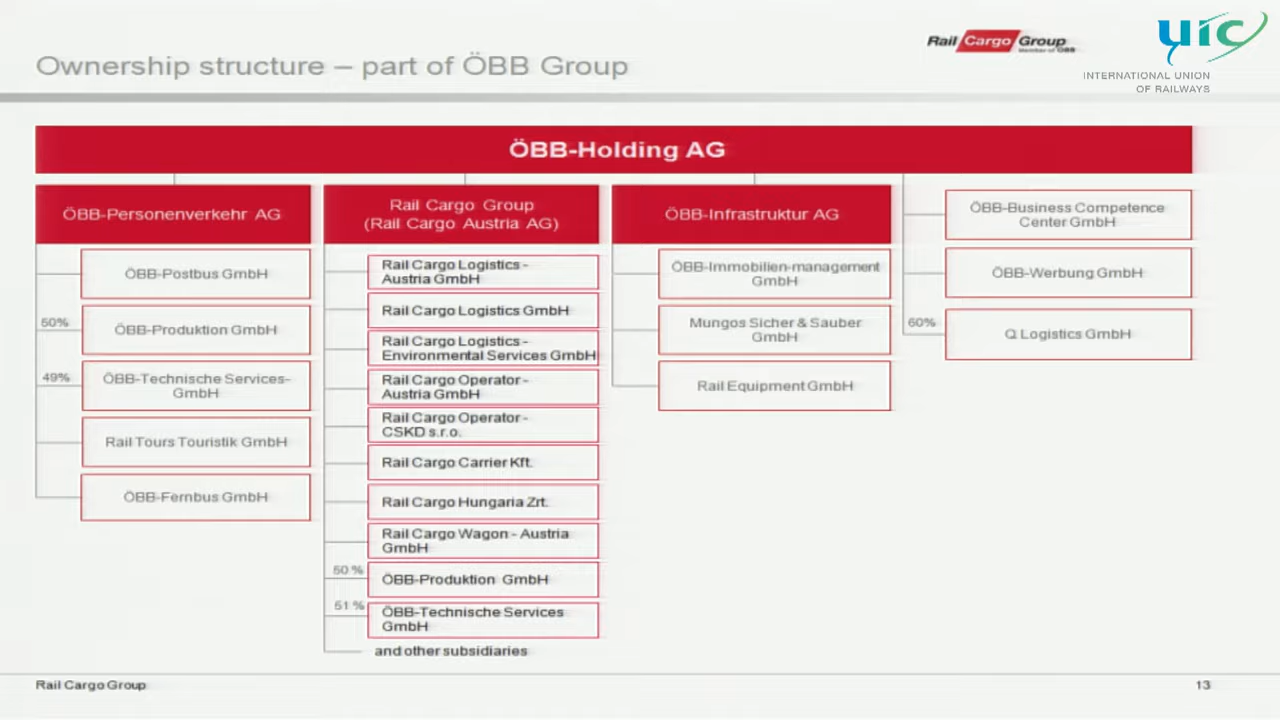 Rail Cargo Group
Member of ÖBB
uic
INTERNATIONAL UNION
OF RAILWAYS
Ownership structure – part of ÖBB Group
ÖBB-Holding AG
ÖBB-Personenverkehr AG
ÖBB-Postbus GmbH
50%
ÖBB-Produktion GmbH
49%
ÖBB-Technische Services-
GmbH
Rail Tours Touristik GmbH
ÖBB-Fernbus GmbH
Rail Cargo Group
(Rail Cargo Austria AG)
Rail Cargo Logistics -
Austria GmbH
Rail Cargo Logistics GmbH
Rail Cargo Logistics -
Environmental Services GmbH
Rail Cargo Operator -
Austria GmbH
Rail Cargo Operator -
CSKD s.r.o.
Rail Cargo Carrier Kft.
Rail Cargo Hungaria Zrt.
Rail Cargo Wagon - Austria
GmbH
50 %
ÖBB-Produktion GmbH
51 %
ÖBB-Technische Services
GmbH
and other subsidiaries
ÖBB-Infrastruktur AG
ÖBB-Immobilien-management
GmbH
Mungos Sicher & Sauber
GmbH
Rail Equipment GmbH
ÖBB-Business Competence
Center GmbH
ÖBB-Werbung GmbH
60%
Q Logistics GmbH
Rail Cargo Group
13